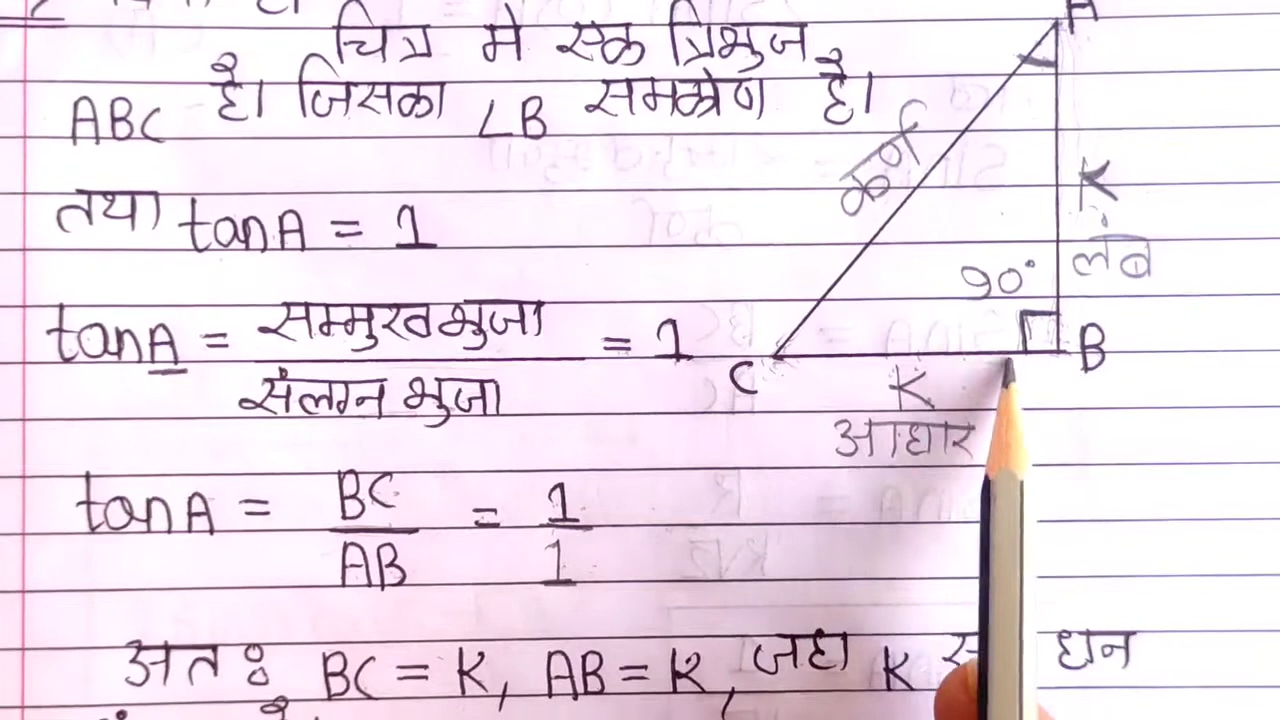 चित्र मे एक त्रिभुज
ABC है। जिसका ∠B समकोण है।
तथा tanA = 1
tanA = सम्मुख भुजा / संलग्न भुजा = 1
tanA = BC / AB = 1 / 1
अतः BC = K, AB = K, जहा K धन
A
कर्ण
K
लंब
90°
C
B
K
आधार